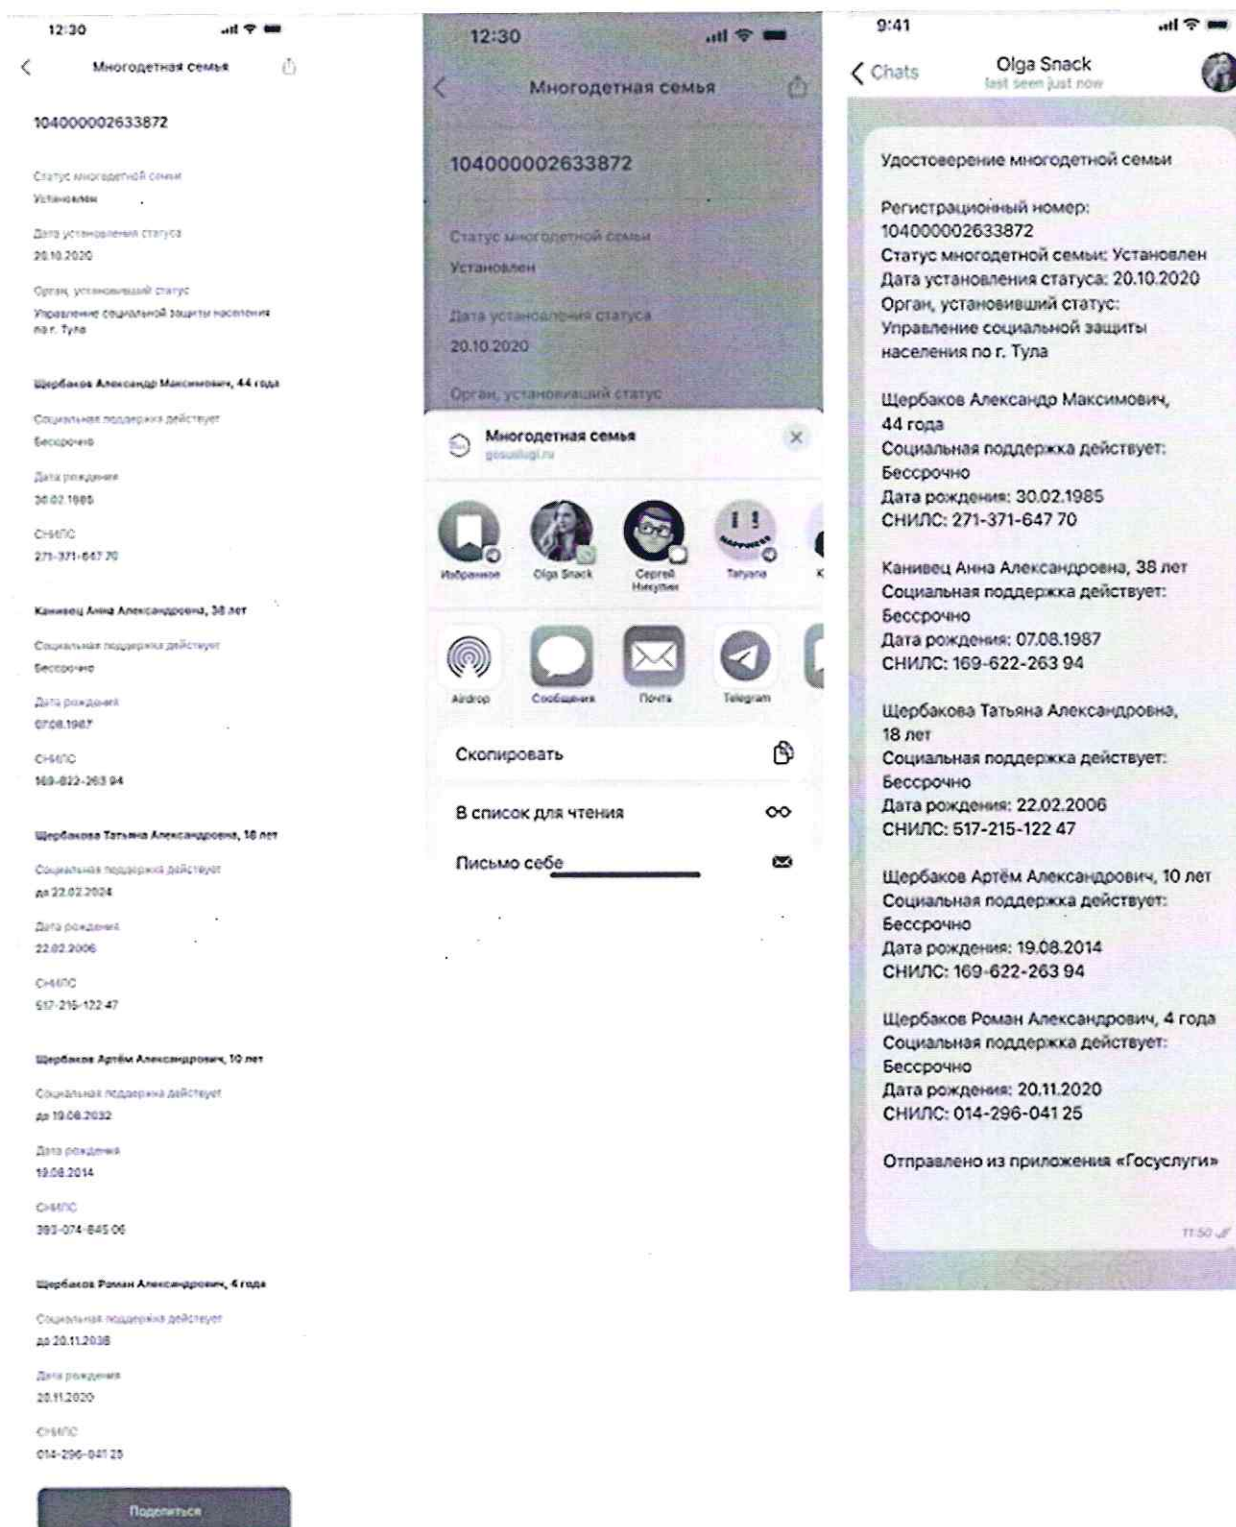 12:30
Многодетная семья
104000002633872
Статус многодетной семьи
Установлен
Дата установления статуса
20.10.2020
Орган, установивший статус
Управление социальной защиты населения
по г. Тула
Щербаков Александр Максимович, 44 года
Социальная поддержка действует
Бессрочно
Дата рождения
30.02.1985
СНИЛС
271-371-647 70
Канивец Анна Александровна, 38 лет
Социальная поддержка действует
Бессрочно
Дата рождения
07.08.1987
СНИЛС
169-622-263 94
Щербакова Татьяна Александровна, 18 лет
Социальная поддержка действует
до 22.02.2024
Дата рождения
22.02.2006
СНИЛС
517-215-122 47
Щербаков Артём Александрович, 10 лет
Социальная поддержка действует
до 19.08.2032
Дата рождения
19.08.2014
СНИЛС
393-074-845 06
Щербаков Роман Александрович, 4 года
Социальная поддержка действует
до 20.11.2038
Дата рождения
20.11.2020
СНИЛС
014-296-041 25
Поделиться
12:30
Многодетная семья
104000002633872
Статус многодетной семьи
Установлен
Дата установления статуса
20.10.2020
Орган, установивший статус
Многодетная семья
gosuslugi.ru
HAPPINESS
Избранное Olga Snack Сергей Tatyana К
Никулин
Airdrop Сообщения Почта Telegram
Скопировать
В список для чтения
Письмо себе
9:41
Chats
Olga Snack
last seen just now
Удостоверение многодетной семьи
Регистрационный номер:
104000002633872
Статус многодетной семьи: Установлен
Дата установления статуса: 20.10.2020
Орган, установивший статус:
Управление социальной защиты
населения по г. Тула
Щербаков Александр Максимович,
44 года
Социальная поддержка действует:
Бессрочно
Дата рождения: 30.02.1985
СНИЛС: 271-371-647 70
Канивец Анна Александровна, 38 лет
Социальная поддержка действует:
Бессрочно
Дата рождения: 07.08.1987
СНИЛС: 169-622-263 94
Щербакова Татьяна Александровна,
18 лет
Социальная поддержка действует:
Бессрочно
Дата рождения: 22.02.2006
СНИЛС: 517-215-122 47
Щербаков Артём Александрович, 10 лет
Социальная поддержка действует:
Бессрочно
Дата рождения: 19.08.2014
СНИЛС: 169-622-263 94
Щербаков Роман Александрович, 4 года
Социальная поддержка действует:
Бессрочно
Дата рождения: 20.11.2020
СНИЛС: 014-296-041 25
Отправлено из приложения «Госуслуги»
11:50